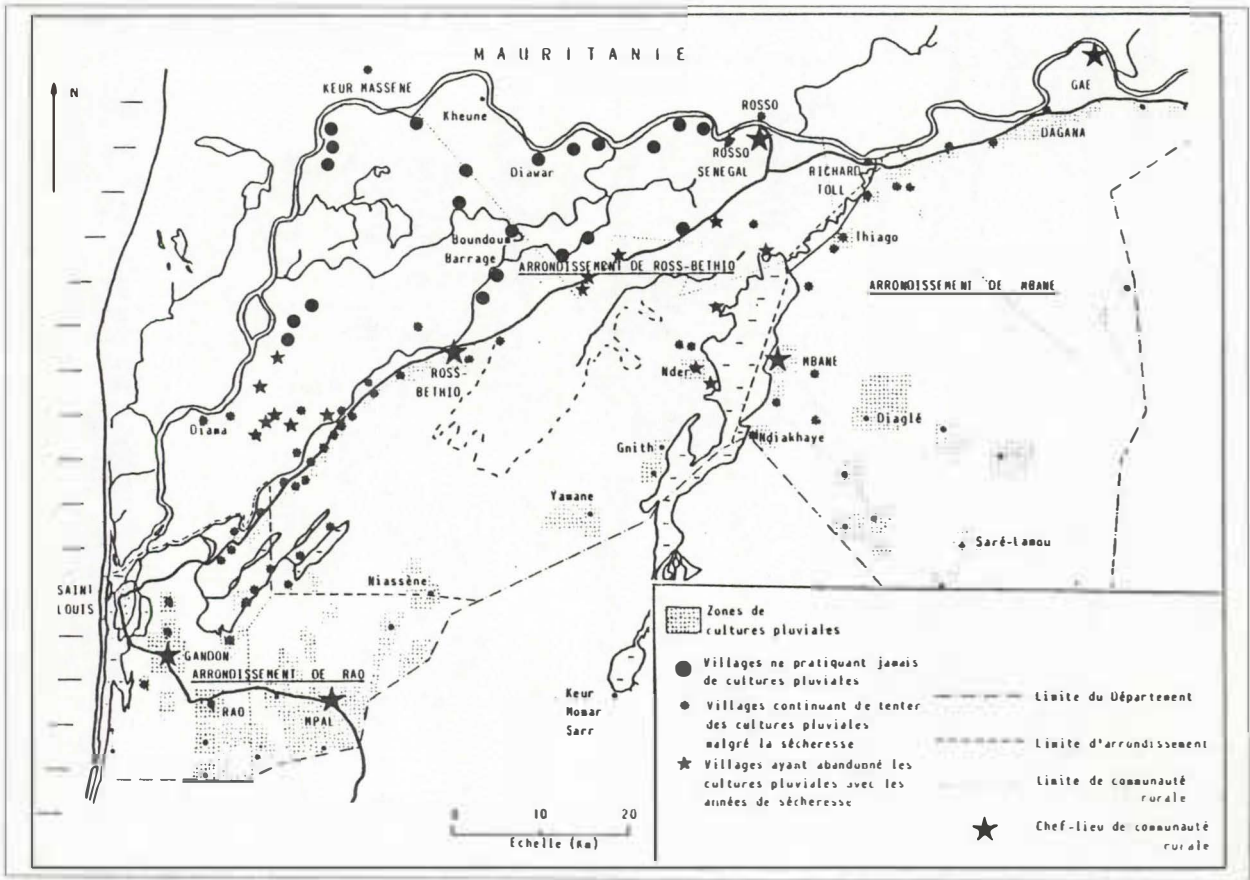 MAURITANIE
N
KEUR MASSENE
Kheune
ROSSO
GAE
DAGANA
Diawar
ROSSO
SENEGAL
RICHARD
TOLL
Thiago
Boundoum
Barrage
ARRONDISSEMENT DE ROSS-BETHIO
ARRONDISSEMENT DE MBANE
ROSS-
BETHIO
Nder
MBANE
Diama
Diaglé
Gnith
Ndiakhaye
Yamane
Saré-Lamou
SAINT
LOUIS
Niassène
GANDON
ARRONDISSEMENT DE RAO
RAO
MPAL
Keur
Momar
Sarr
Zones de
cultures pluviales
Villages ne pratiquant jamais
de cultures pluviales
Villages continuant de tenter
des cultures pluviales
malgré la sécheresse
Villages ayant abandonné les
cultures pluviales avec les
années de sécheresse
Limite du Département
Limite d'arrondissement
Limite de communauté
rurale
Chef-lieu de communauté
rurale
0 10 20
Echelle (Km)